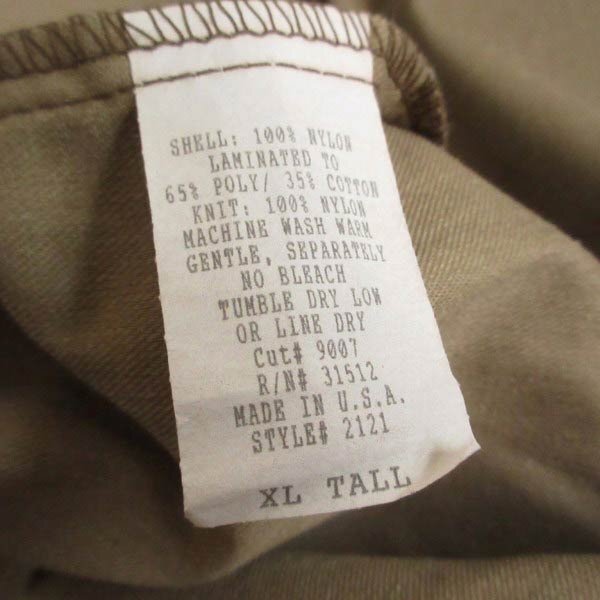 SHELL: 100% NYLON
LAMINATED TO
65% POLY/ 35% COTTON
KNIT: 100% NYLON
MACHINE WASH WARM
GENTLE, SEPARATELY
NO BLEACH
TUMBLE DRY LOW
OR LINE DRY
Cut# 9007
R/N# 31512
MADE IN U.S.A.
STYLE# 2121
XL TALL